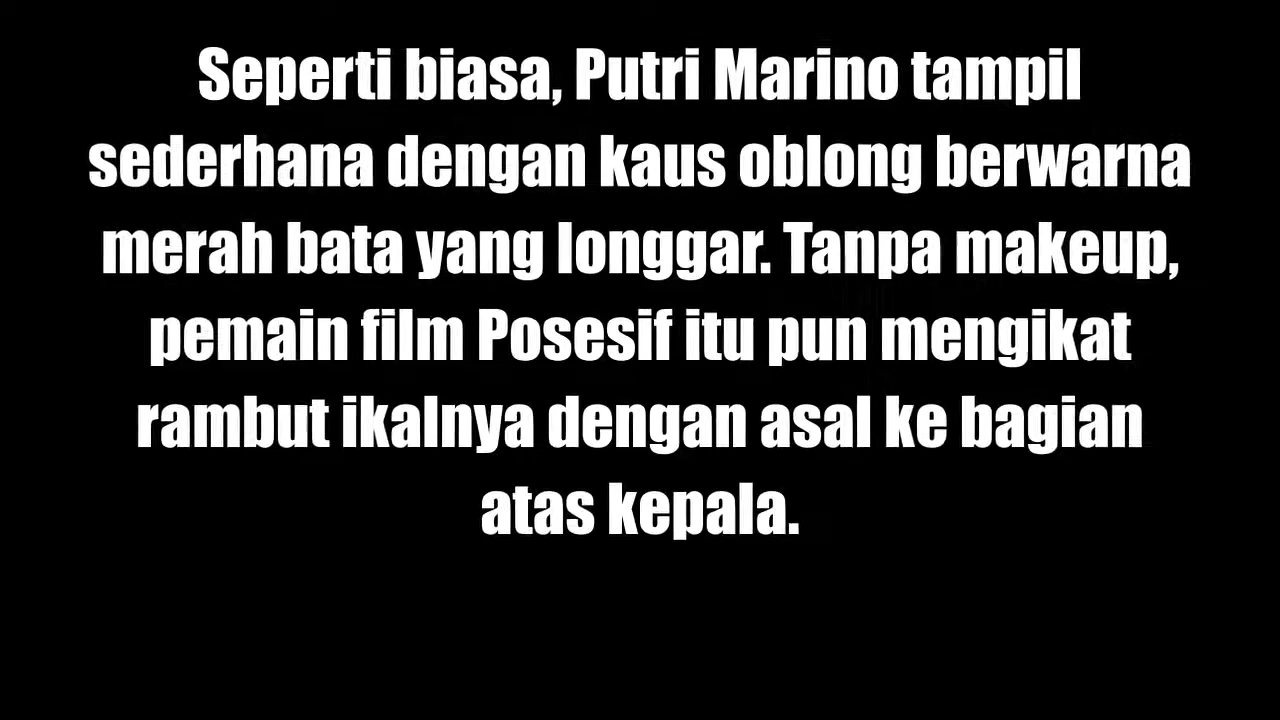 Seperti biasa, Putri Marino tampil
sederhana dengan kaus oblong berwarna
merah bata yang longgar. Tanpa makeup,
pemain film Posesif itu pun mengikat
rambut ikalnya dengan asal ke bagian
atas kepala.